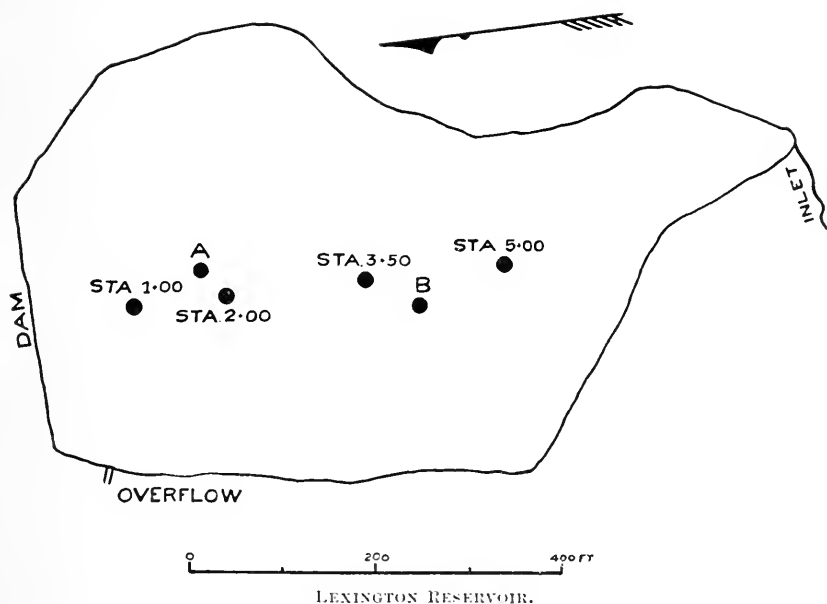 INLET
A
STA 1+00
STA. 2+00
STA. 3+50
B
STA 5+00
DAM
OVERFLOW
0 200 400 FT
LEXINGTON RESERVOIR.